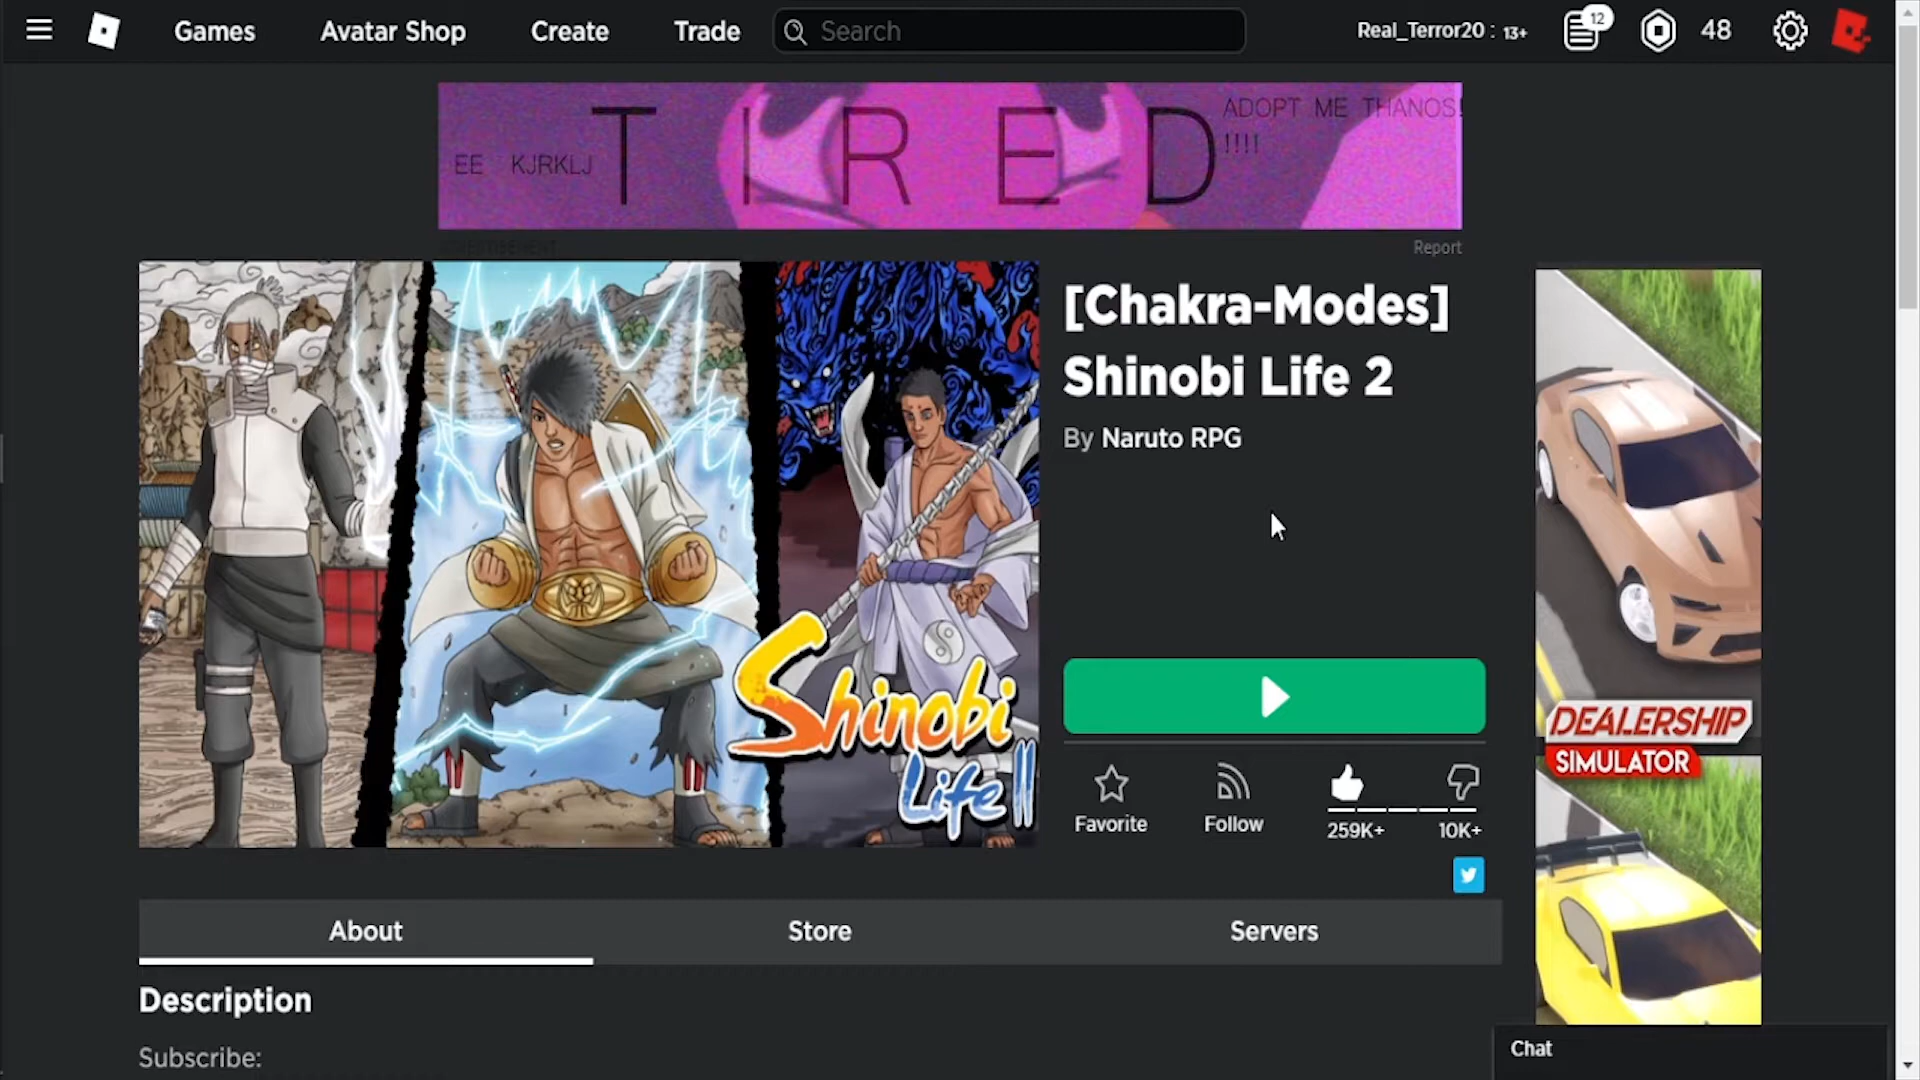 Games
Avatar Shop
Create
Trade
Search
Real_Terror20 : 13+
12
48
TIRED
ADOPT ME THANOS!
!!!!
EE KJRKLJ
ADVERTISEMENT
Report
[Chakra-Modes]
Shinobi Life 2
By Naruto RPG
Shinobi
Life II
Favorite
Follow
259K+
10K+
DEALERSHIP
SIMULATOR
About
Store
Servers
Description
Subscribe:
Chat